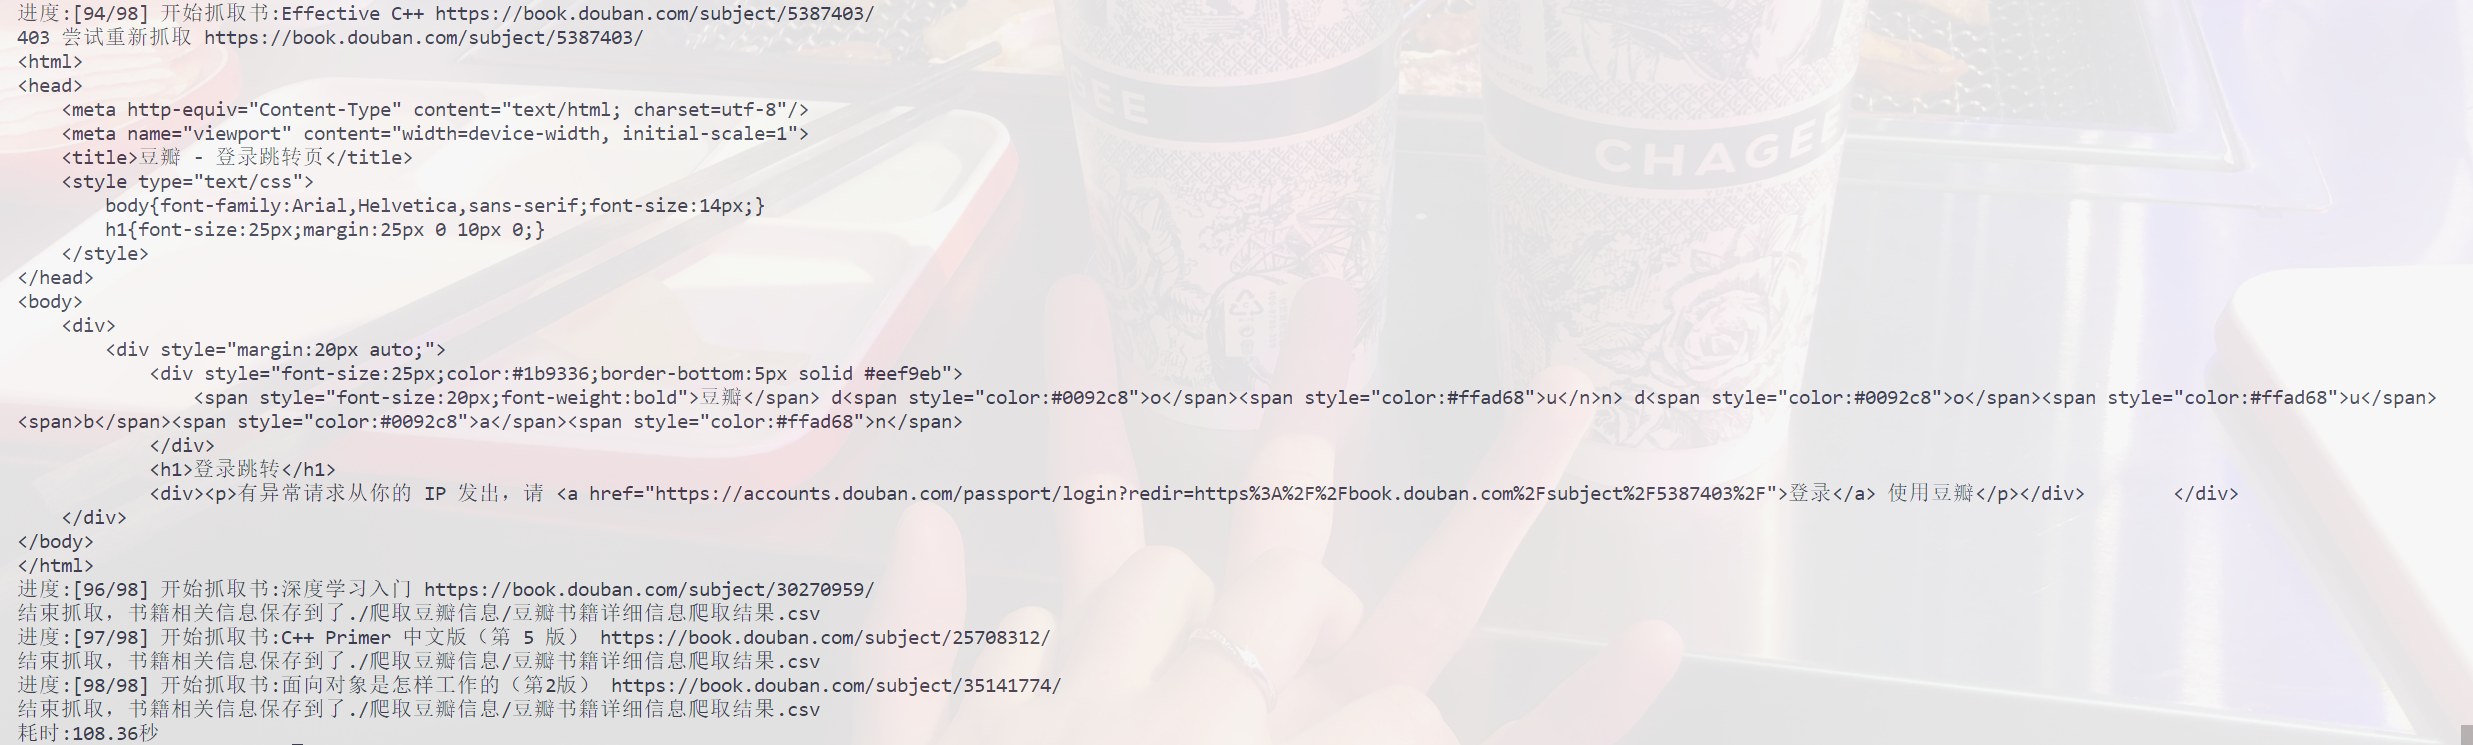 进度:[94/98] 开始抓取书:Effective C++ https://book.douban.com/subject/5387403/
403 尝试重新抓取 https://book.douban.com/subject/5387403/
<html>
<head>
    <meta http-equiv="Content-Type" content="text/html; charset=utf-8"/>
    <meta name="viewport" content="width=device-width, initial-scale=1">
    <title>豆瓣 - 登录跳转页</title>
    <style type="text/css">
        body{font-family:Arial,Helvetica,sans-serif;font-size:14px;}
        h1{font-size:25px;margin:25px 0 10px 0;}
    </style>
</head>
<body>
    <div>
        <div style="margin:20px auto;">
            <div style="font-size:25px;color:#1b9336;border-bottom:5px solid #eef9eb">
                <span style="font-size:20px;font-weight:bold">豆瓣</span> d<span style="color:#0092c8">o</span><span style="color:#ffad68">u</n>n> d<span style="color:#0092c8">o</span><span style="color:#ffad68">u</span>
<span>b</span><span style="color:#0092c8">a</span><span style="color:#ffad68">n</span>
            </div>
            <h1>登录跳转</h1>
            <div><p>有异常请求从你的 IP 发出，请 <a href="https://accounts.douban.com/passport/login?redir=https%3A%2F%2Fbook.douban.com%2Fsubject%2F5387403%2F">登录</a> 使用豆瓣</p></div>        </div>
    </div>
</body>
</html>
进度:[96/98] 开始抓取书:深度学习入门 https://book.douban.com/subject/30270959/
结束抓取，书籍相关信息保存到了./爬取豆瓣信息/豆瓣书籍详细信息爬取结果.csv
进度:[97/98] 开始抓取书:C++ Primer 中文版（第 5 版） https://book.douban.com/subject/25708312/
结束抓取，书籍相关信息保存到了./爬取豆瓣信息/豆瓣书籍详细信息爬取结果.csv
进度:[98/98] 开始抓取书:面向对象是怎样工作的（第2版） https://book.douban.com/subject/35141774/
结束抓取，书籍相关信息保存到了./爬取豆瓣信息/豆瓣书籍详细信息爬取结果.csv
耗时:108.36秒
GEE
CHAGEE